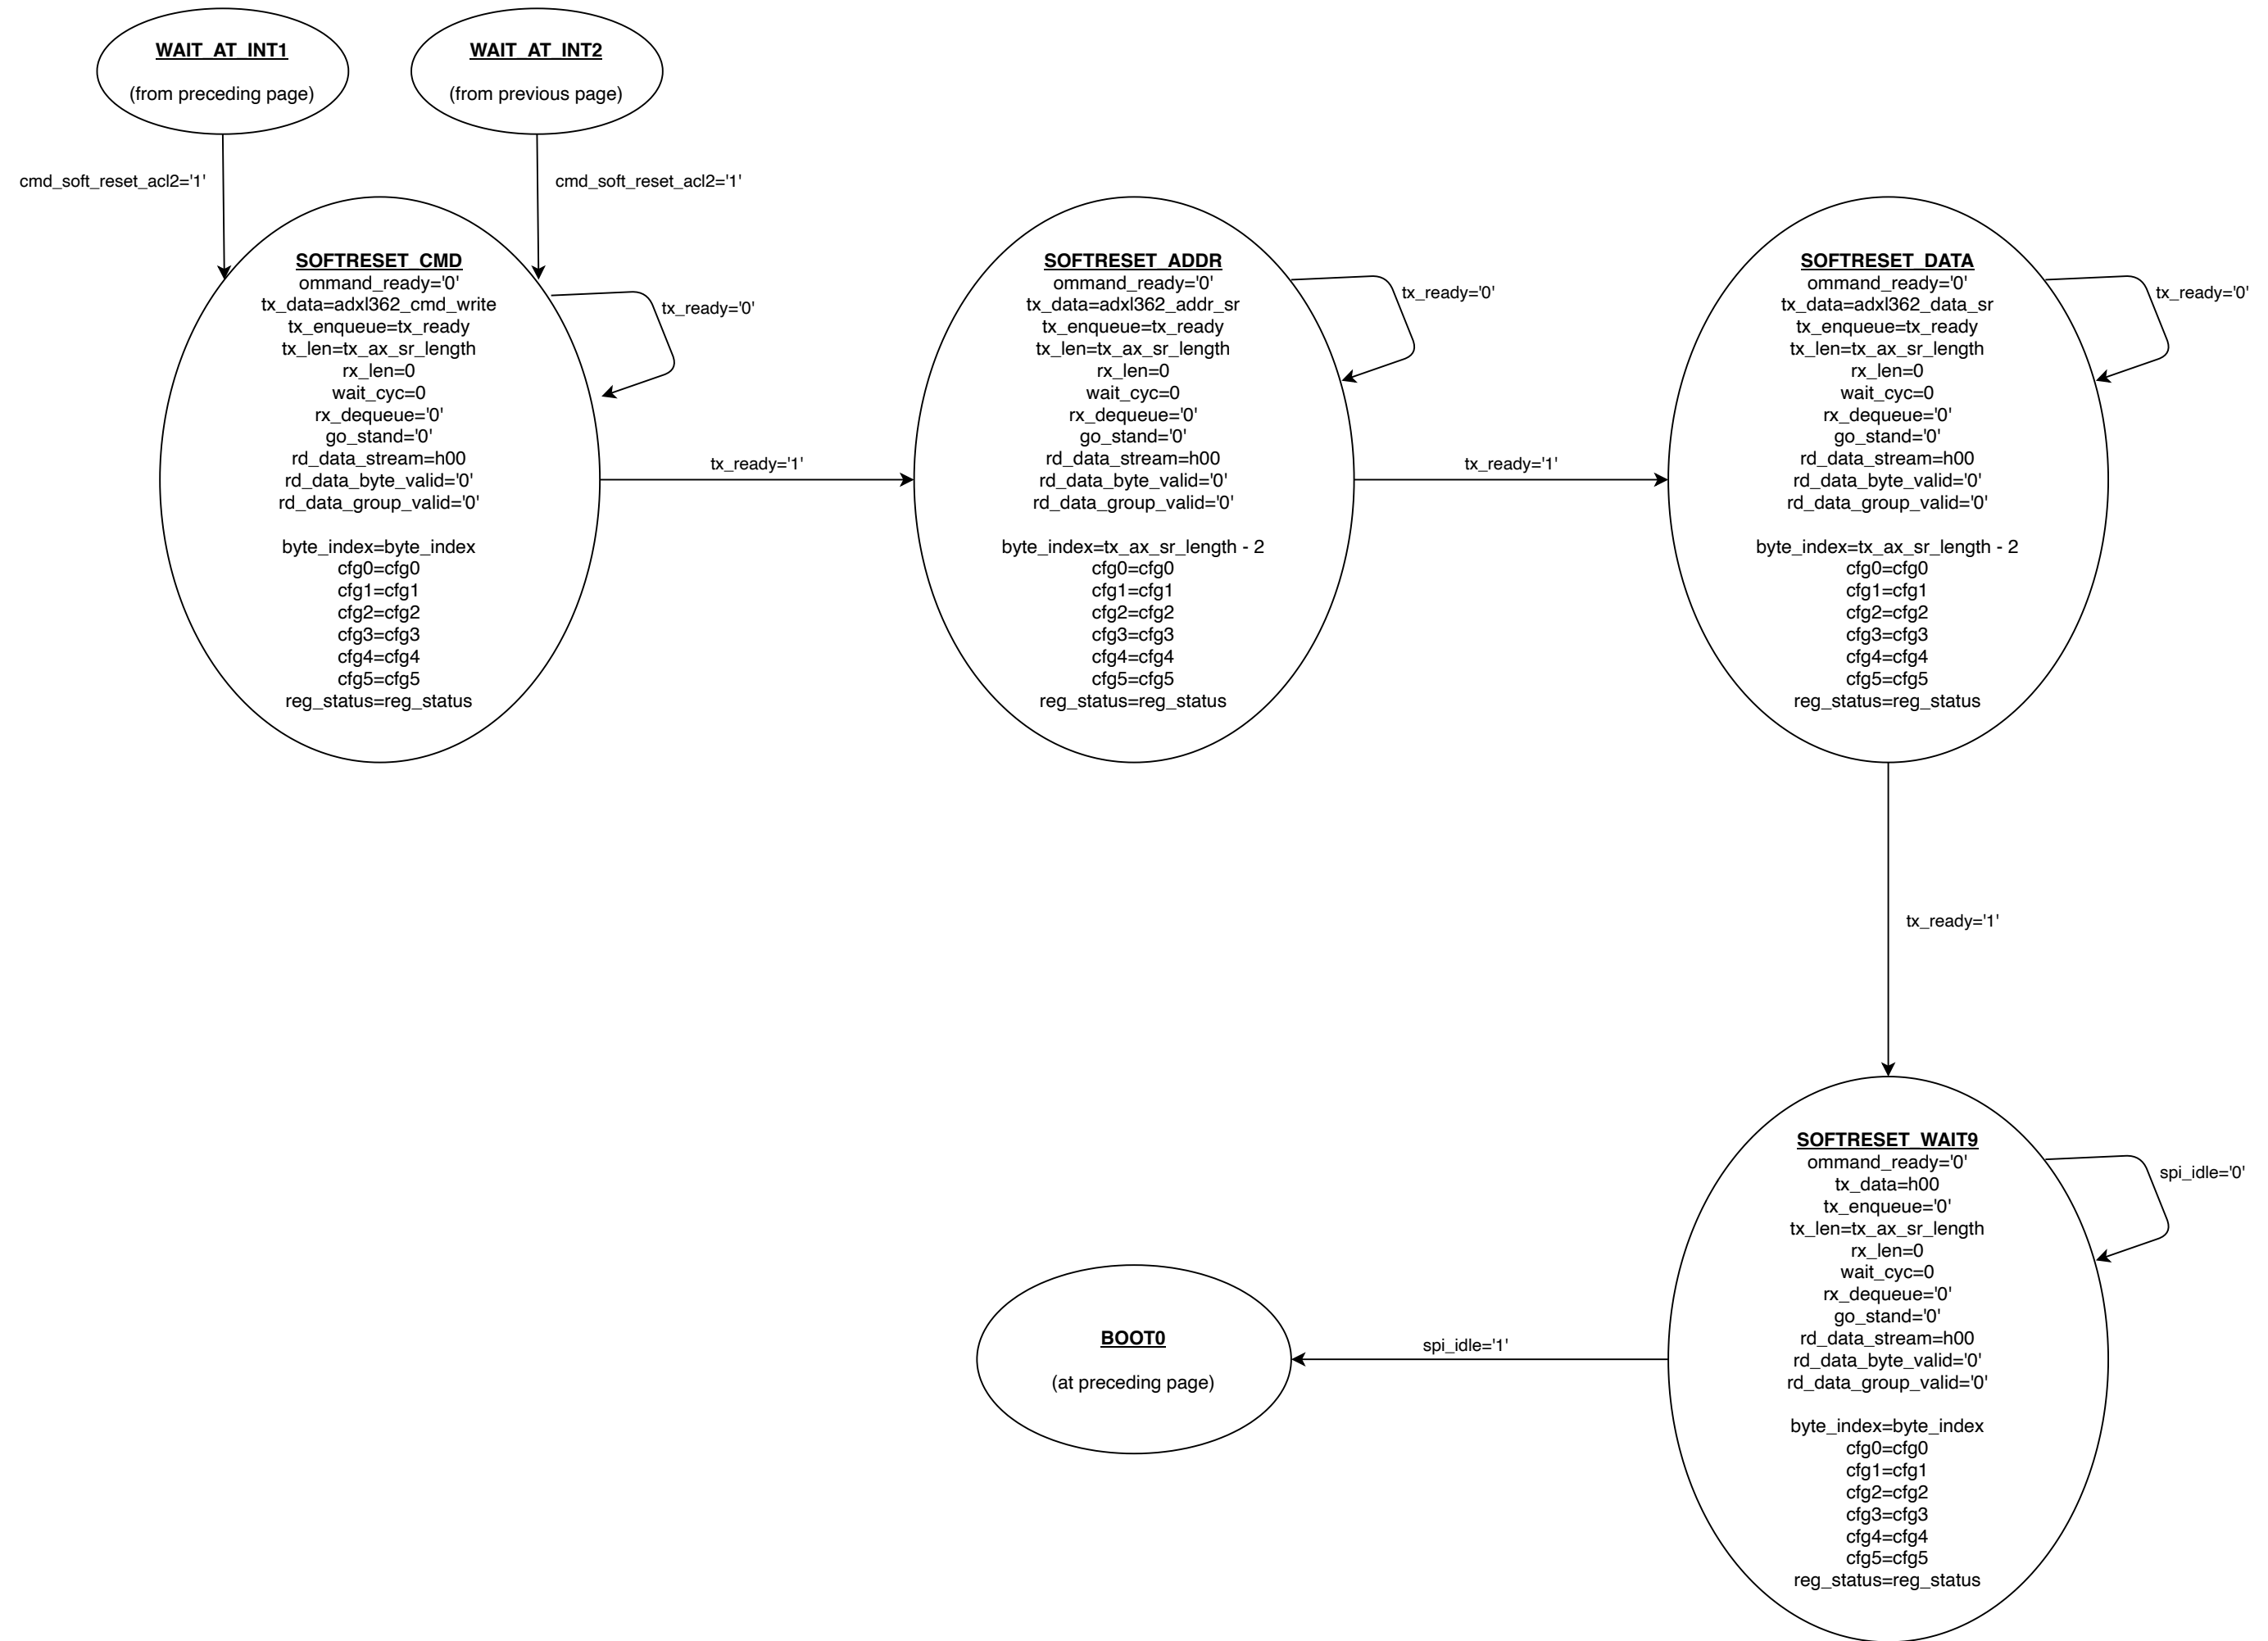 WAIT_AT_INT1
(from preceding page)
WAIT_AT_INT2
(from previous page)
cmd_soft_reset_acl2='1'
cmd_soft_reset_acl2='1'
SOFTRESET_CMD
ommand_ready='0'
tx_data=adxl362_cmd_write
tx_enqueue=tx_ready
tx_len=tx_ax_sr_length
rx_len=0
wait_cyc=0
rx_dequeue='0'
go_stand='0'
rd_data_stream=h00
rd_data_byte_valid='0'
rd_data_group_valid='0'
byte_index=byte_index
cfg0=cfg0
cfg1=cfg1
cfg2=cfg2
cfg3=cfg3
cfg4=cfg4
cfg5=cfg5
reg_status=reg_status
tx_ready='0'
tx_ready='1'
SOFTRESET_ADDR
ommand_ready='0'
tx_data=adxl362_addr_sr
tx_enqueue=tx_ready
tx_len=tx_ax_sr_length
rx_len=0
wait_cyc=0
rx_dequeue='0'
go_stand='0'
rd_data_stream=h00
rd_data_byte_valid='0'
rd_data_group_valid='0'
byte_index=tx_ax_sr_length - 2
cfg0=cfg0
cfg1=cfg1
cfg2=cfg2
cfg3=cfg3
cfg4=cfg4
cfg5=cfg5
reg_status=reg_status
tx_ready='0'
tx_ready='1'
SOFTRESET_DATA
ommand_ready='0'
tx_data=adxl362_data_sr
tx_enqueue=tx_ready
tx_len=tx_ax_sr_length
rx_len=0
wait_cyc=0
rx_dequeue='0'
go_stand='0'
rd_data_stream=h00
rd_data_byte_valid='0'
rd_data_group_valid='0'
byte_index=tx_ax_sr_length - 2
cfg0=cfg0
cfg1=cfg1
cfg2=cfg2
cfg3=cfg3
cfg4=cfg4
cfg5=cfg5
reg_status=reg_status
tx_ready='0'
tx_ready='1'
SOFTRESET_WAIT9
ommand_ready='0'
tx_data=h00
tx_enqueue='0'
tx_len=tx_ax_sr_length
rx_len=0
wait_cyc=0
rx_dequeue='0'
go_stand='0'
rd_data_stream=h00
rd_data_byte_valid='0'
rd_data_group_valid='0'
byte_index=byte_index
cfg0=cfg0
cfg1=cfg1
cfg2=cfg2
cfg3=cfg3
cfg4=cfg4
cfg5=cfg5
reg_status=reg_status
spi_idle='0'
spi_idle='1'
BOOT0
(at preceding page)